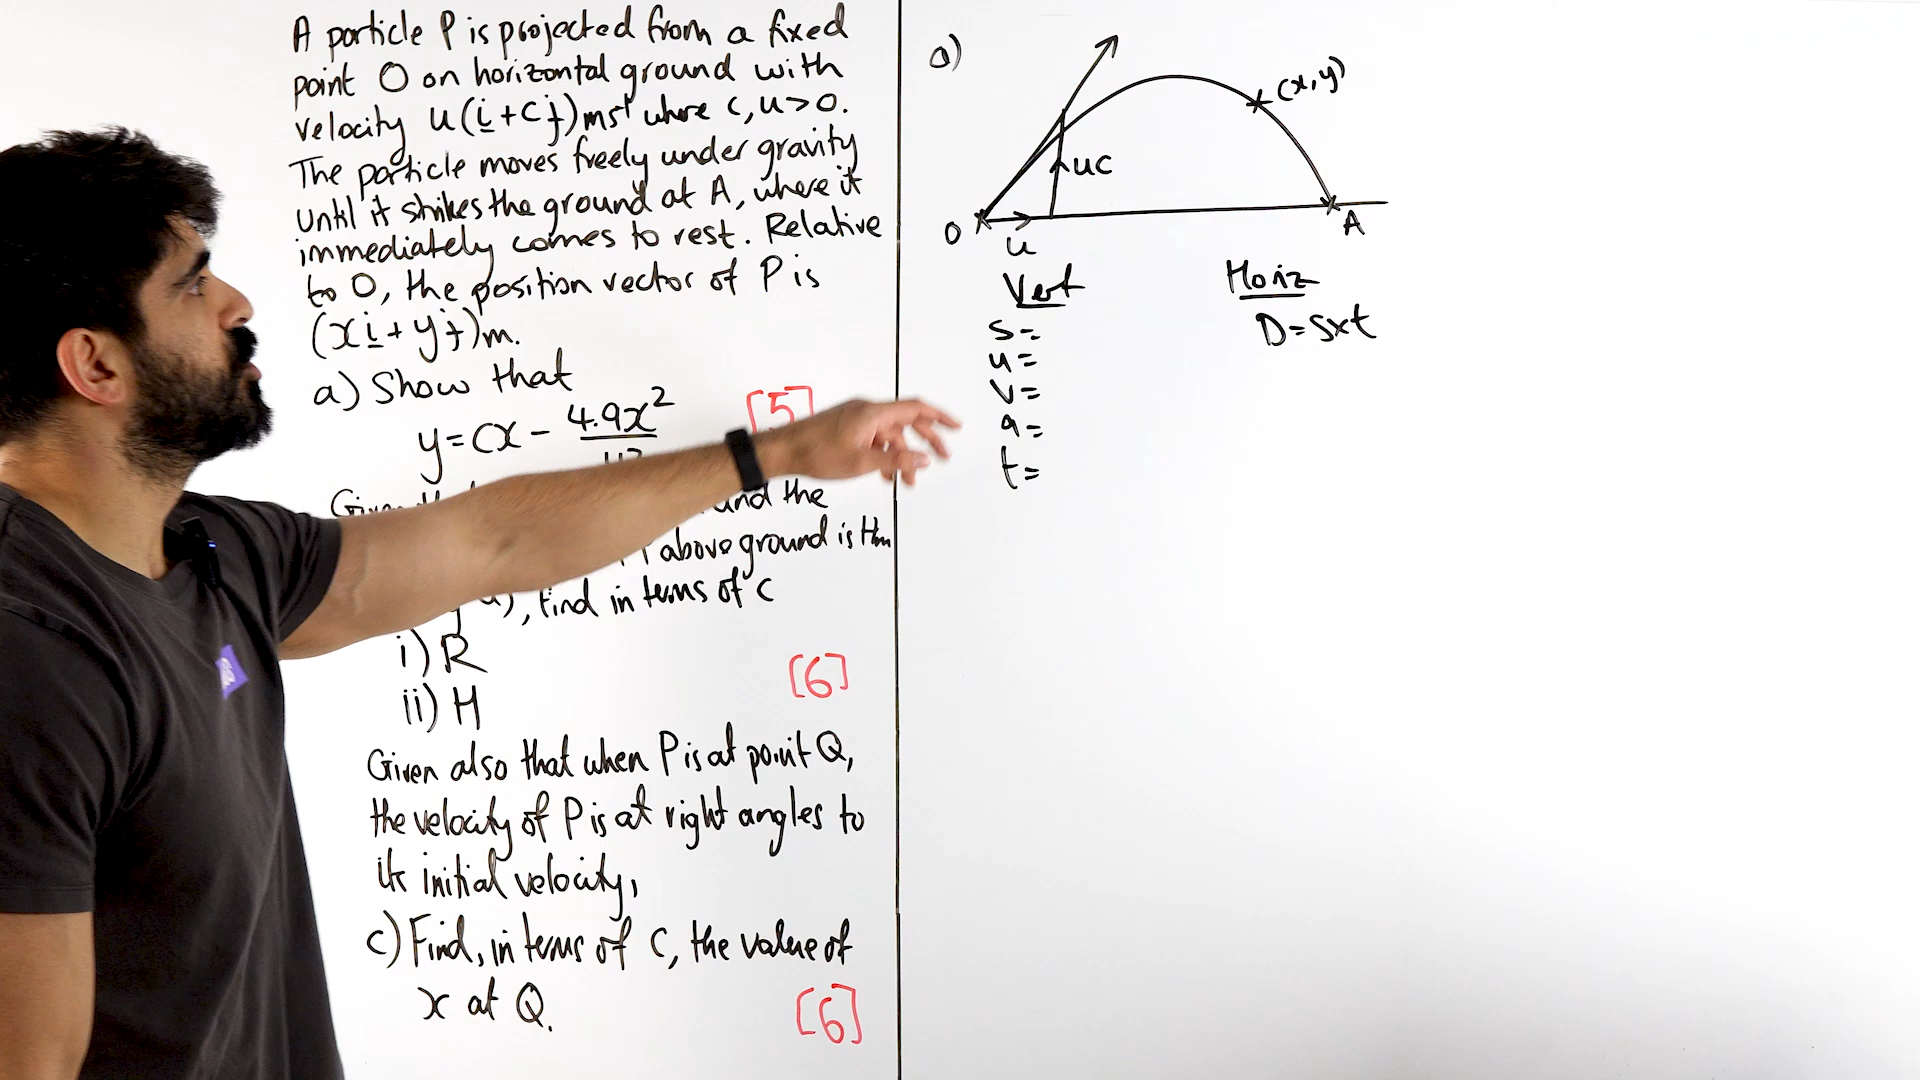 A particle P is projected from a fixed
point O on horizontal ground with
velocity u(i+cj)ms⁻¹ where c,u>0.
The particle moves freely under gravity
until it strikes the ground at A, where it
immediately comes to rest. Relative
to O, the position vector of P is
(xi+yj)m.
a) Show that
y=cx - 4.9x²
[5]
and the
above ground is Hm
, find in terms of c
i) R
ii) H
[6]
Given also that when P is at point Q,
the velocity of P is at right angles to
its initial velocity,
c) Find, in terms of c, the value of
x at Q.
[6]
a)
(x,y)
uc
O
u
A
Vert
s=
u=
v=
a=
t=
Horiz
D=S×t